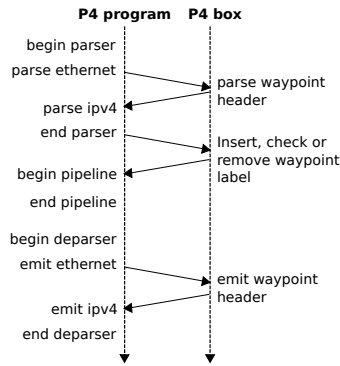 P4 program P4 box
begin parser
parse ethernet
parse waypoint
header
parse ipv4
end parser
Insert, check or
remove waypoint
label
begin pipeline
end pipeline
begin deparser
emit ethernet
emit waypoint
header
emit ipv4
end deparser